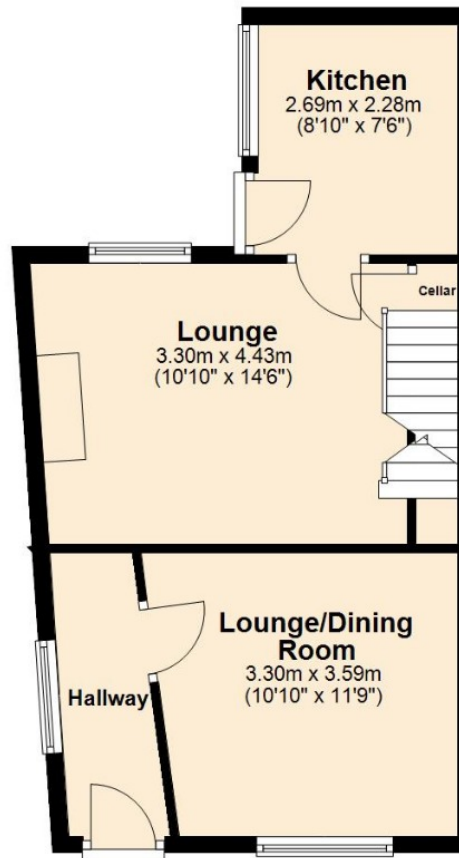 Kitchen
2.69m x 2.28m
(8'10" x 7'6")
Cellar
Lounge
3.30m x 4.43m
(10'10" x 14'6")
Lounge/Dining
Room
3.30m x 3.59m
(10'10" x 11'9")
Hallway